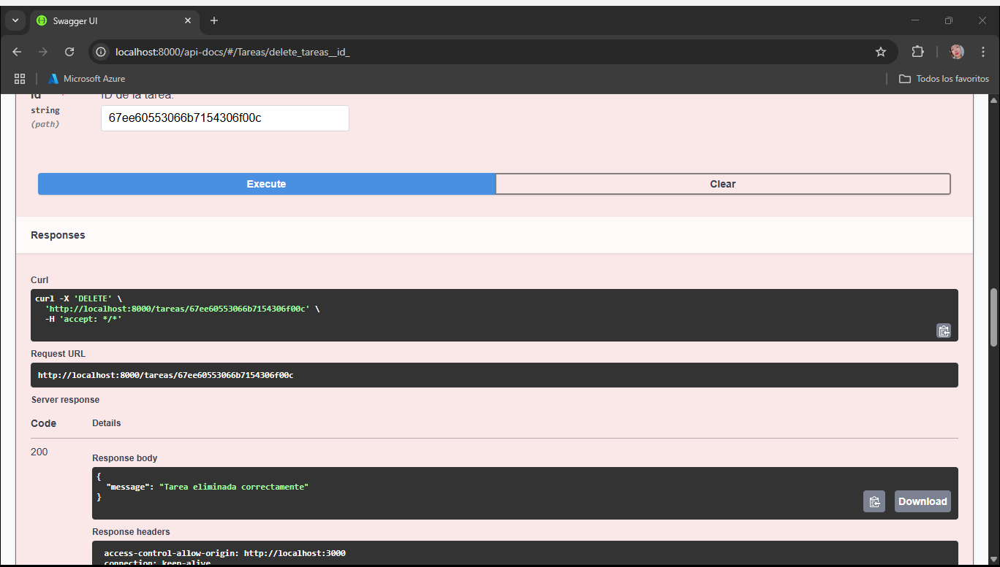 Swagger UI
localhost:8000/api-docs/#/Tareas/delete_tareas__id_
Microsoft Azure
Todos los favoritos
id * ID de la tarea.
string
(path)
67ee60553066b7154306f00c
Execute
Clear
Responses
Curl
curl -X 'DELETE' \
'http://localhost:8000/tareas/67ee60553066b7154306f00c' \
-H 'accept: */*'
Request URL
http://localhost:8000/tareas/67ee60553066b7154306f00c
Server response
Code Details
200
Response body
{
"message": "Tarea eliminada correctamente"
}
Download
Response headers
access-control-allow-origin: http://localhost:3000
connection: keep-alive